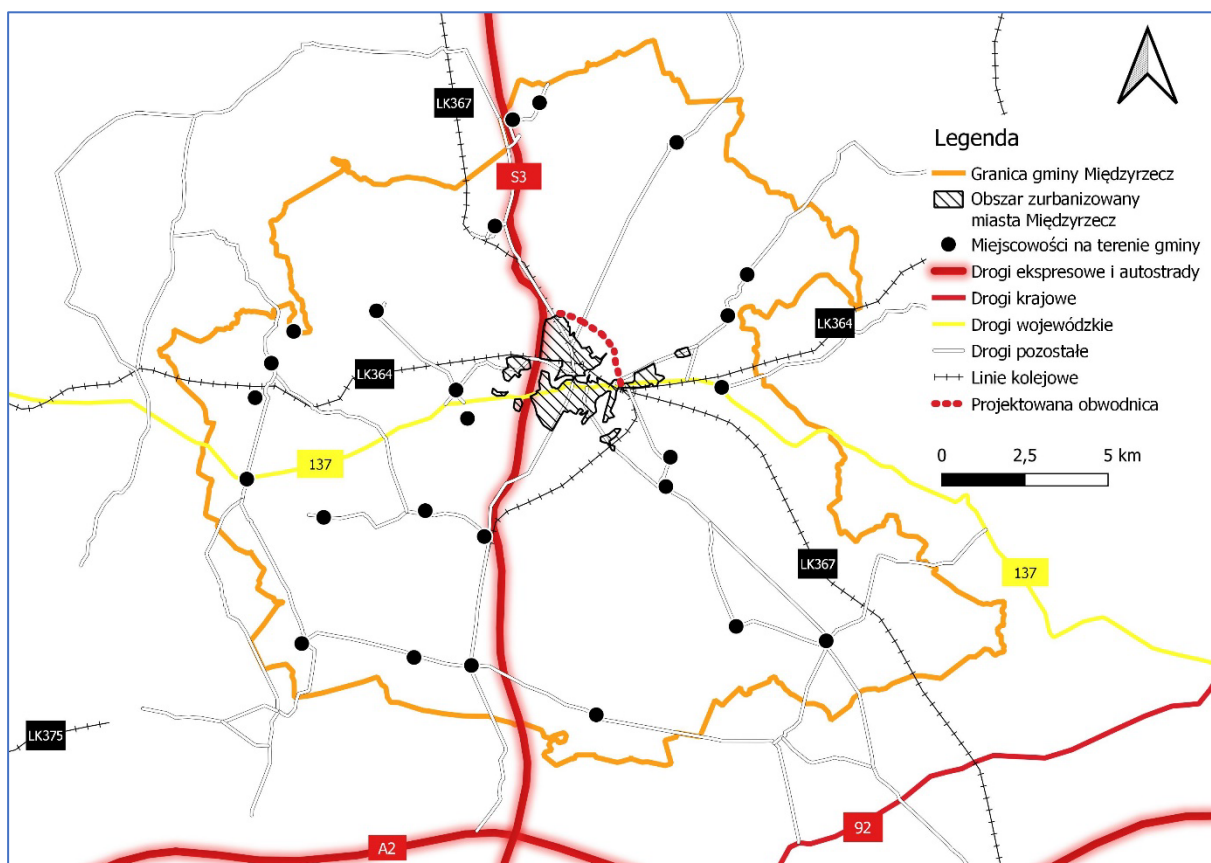 LK367
S3
Legenda
Granica gminy Międzyrzecz
Obszar zurbanizowany
miasta Międzyrzecz
Miejscowości na terenie gminy
Drogi ekspresowe i autostrady
Drogi krajowe
Drogi wojewódzkie
Drogi pozostałe
Linie kolejowe
Projektowana obwodnica
0 2,5 5 km
LK364
LK364
137
LK367
137
LK375
A2
92